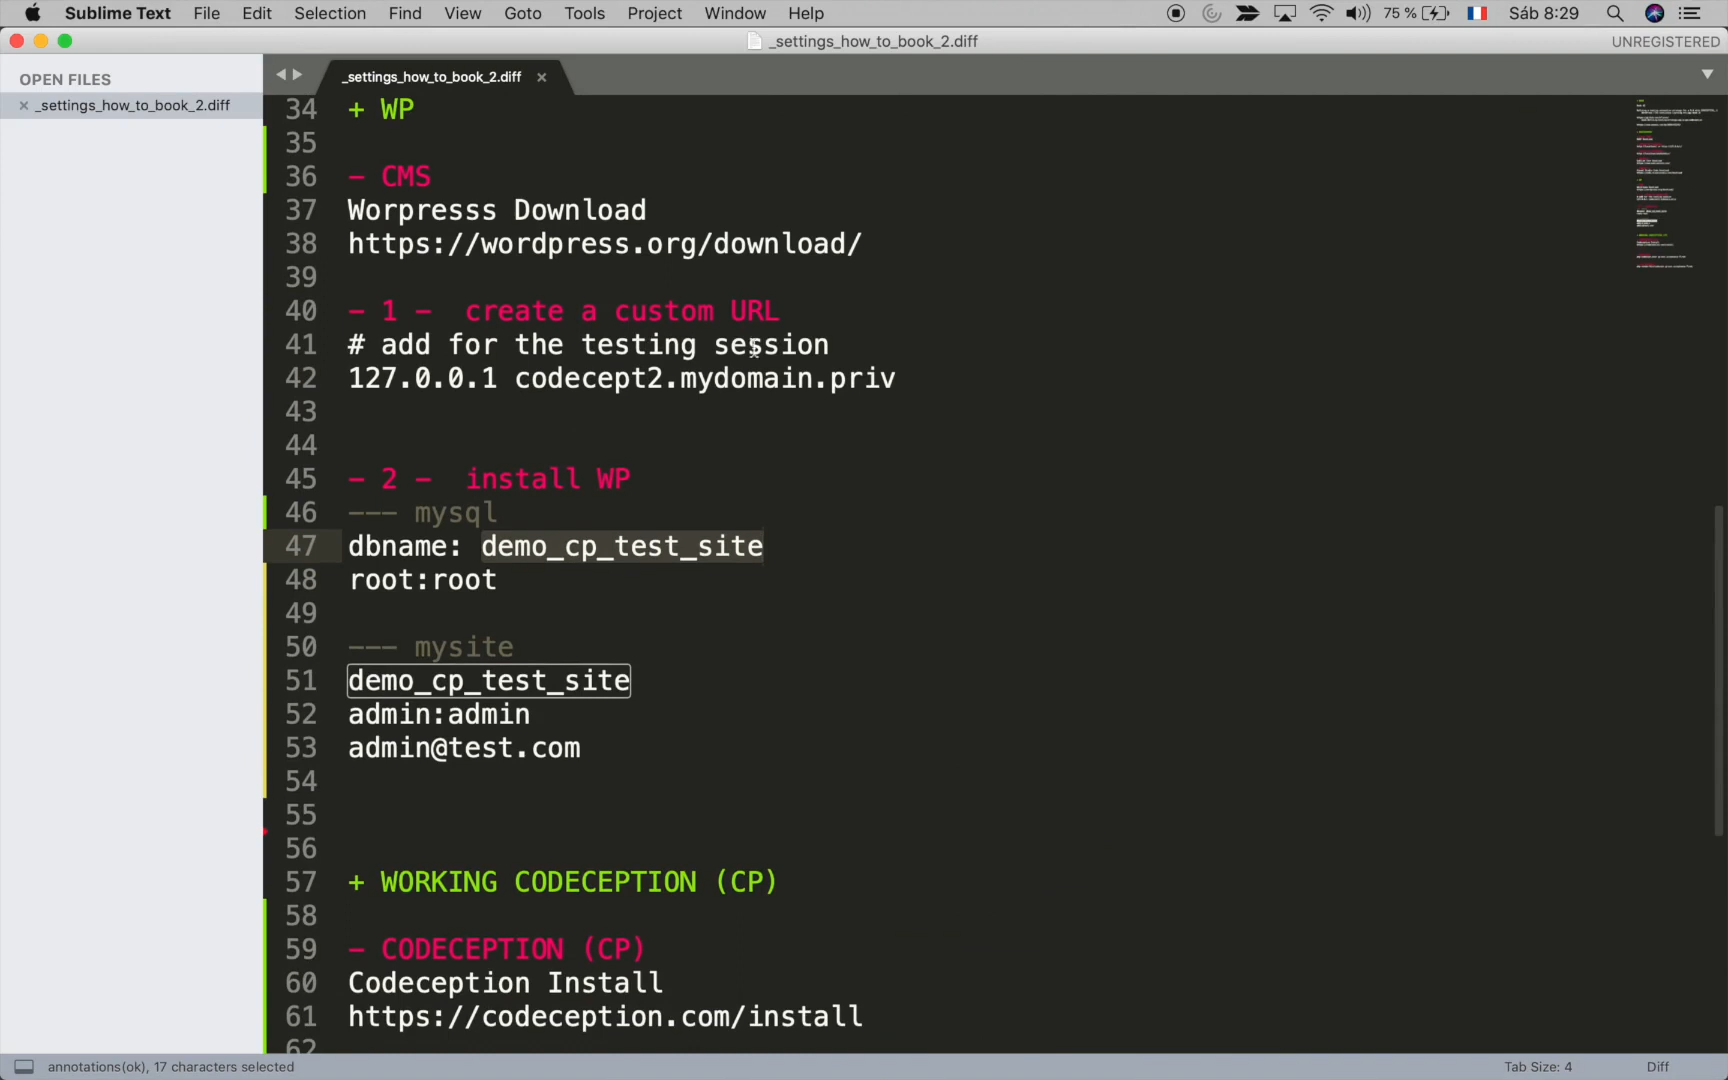 Sublime Text File Edit Selection Find View Goto Tools Project Window Help 75 % Sáb 8:29
_settings_how_to_book_2.diff UNREGISTERED
OPEN FILES
_settings_how_to_book_2.diff
_settings_how_to_book_2.diff
34 + WP
35
36 - CMS
37 Worpresss Download
38 https://wordpress.org/download/
39
40 - 1 -  create a custom URL
41 # add for the testing session
42 127.0.0.1 codecept2.mydomain.priv
43
44
45 - 2 -  install WP
46 --- mysql
47 dbname: demo_cp_test_site
48 root:root
49
50 --- mysite
51 demo_cp_test_site
52 admin:admin
53 admin@test.com
54
55
56
57 + WORKING CODECEPTION (CP)
58
59 - CODECEPTION (CP)
60 Codeception Install
61 https://codeception.com/install
62
annotations(ok), 17 characters selected Tab Size: 4 Diff